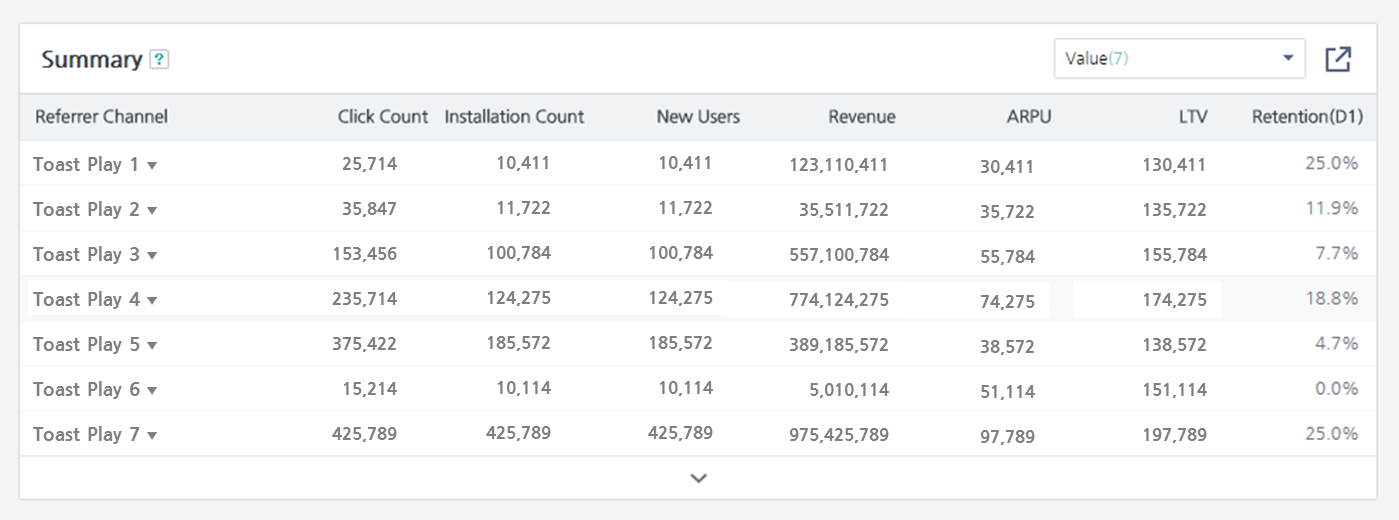 Summary ?
Value(7)
Referrer Channel Click Count Installation Count New Users Revenue ARPU LTV Retention(D1)
Toast Play 1 25,714 10,411 10,411 123,110,411 30,411 130,411 25.0%
Toast Play 2 35,847 11,722 11,722 35,511,722 35,722 135,722 11.9%
Toast Play 3 153,456 100,784 100,784 557,100,784 55,784 155,784 7.7%
Toast Play 4 235,714 124,275 124,275 774,124,275 74,275 174,275 18.8%
Toast Play 5 375,422 185,572 185,572 389,185,572 38,572 138,572 4.7%
Toast Play 6 15,214 10,114 10,114 5,010,114 51,114 151,114 0.0%
Toast Play 7 425,789 425,789 425,789 975,425,789 97,789 197,789 25.0%